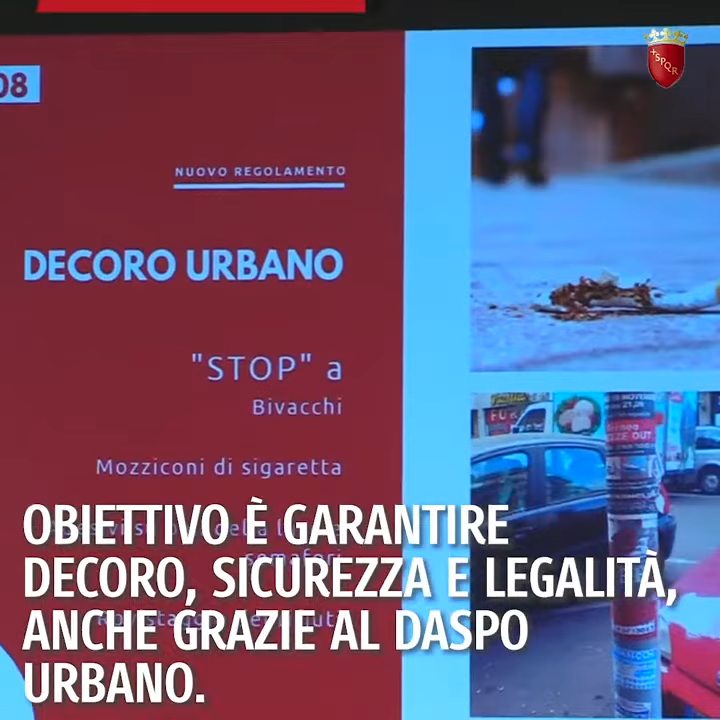 08
SPQR
NUOVO REGOLAMENTO
DECORO URBANO
"STOP" a
Bivacchi
Mozziconi di sigaretta
semafori
OBIETTIVO È GARANTIRE
DECORO, SICUREZZA E LEGALITÀ,
ANCHE GRAZIE AL DASPO
URBANO.